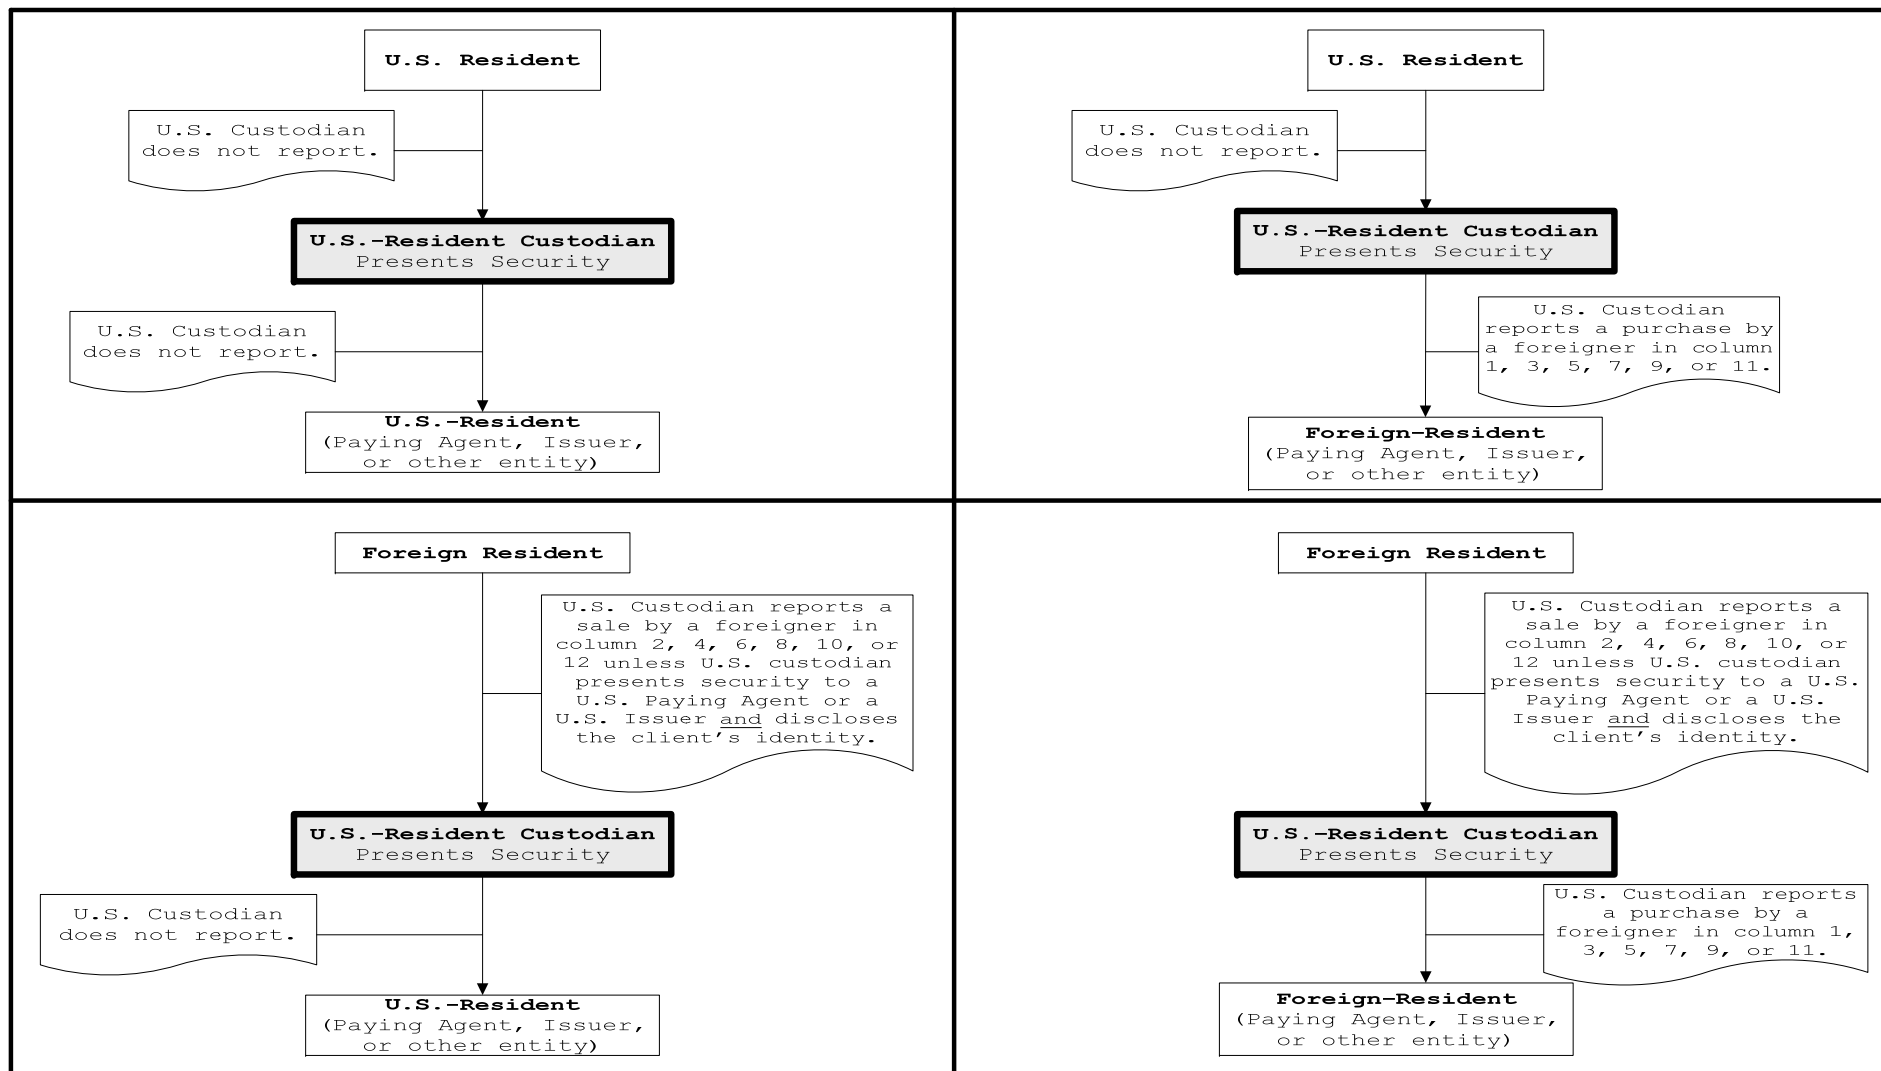 U.S. Resident
U.S. Custodian
does not report.
U.S.-Resident Custodian
Presents Security
U.S. Custodian
does not report.
U.S.-Resident
(Paying Agent, Issuer,
or other entity)
U.S. Resident
U.S. Custodian
does not report.
U.S.-Resident Custodian
Presents Security
U.S. Custodian
reports a purchase by
a foreigner in column
1, 3, 5, 7, 9, or 11.
Foreign-Resident
(Paying Agent, Issuer,
or other entity)
Foreign Resident
U.S. Custodian reports a
sale by a foreigner in
column 2, 4, 6, 8, 10, or
12 unless U.S. custodian
presents security to a
U.S. Paying Agent or a
U.S. Issuer and discloses
the client's identity.
U.S.-Resident Custodian
Presents Security
U.S. Custodian
does not report.
U.S.-Resident
(Paying Agent, Issuer,
or other entity)
Foreign Resident
U.S. Custodian reports a
sale by a foreigner in
column 2, 4, 6, 8, 10, or
12 unless U.S. custodian
presents security to a U.S.
Paying Agent or a U.S.
Issuer and discloses the
client's identity.
U.S.-Resident Custodian
Presents Security
U.S. Custodian reports
a purchase by a
foreigner in column 1,
3, 5, 7, 9, or 11.
Foreign-Resident
(Paying Agent, Issuer,
or other entity)